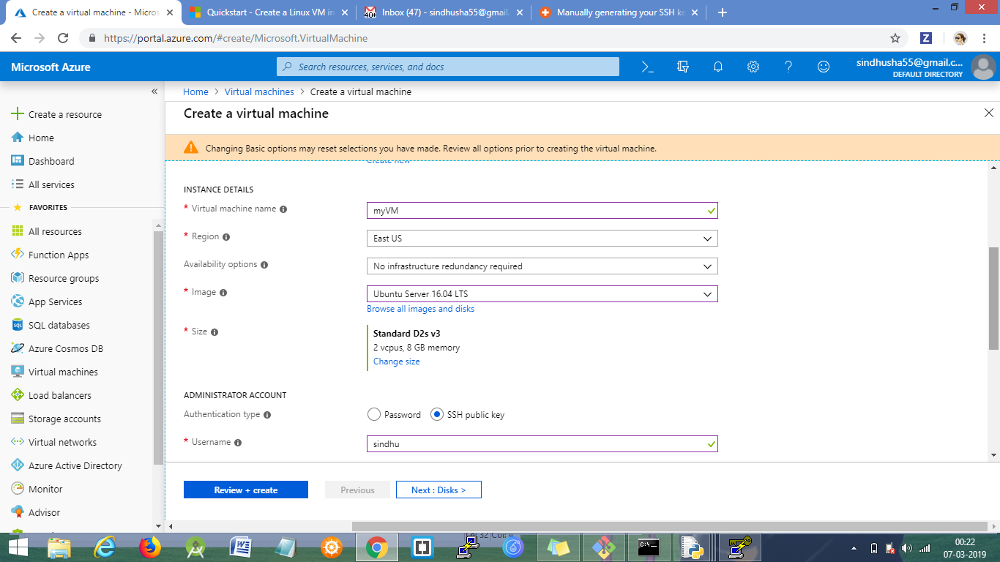 Create a virtual machine - Micros
Quickstart - Create a Linux VM in
40+
Inbox (47) - sindhusha55@gmail.
Manually generating your SSH ke
https://portal.azure.com/#create/Microsoft.VirtualMachine
Z
Microsoft Azure
Search resources, services, and docs
sindhusha55@gmail.c...
DEFAULT DIRECTORY
Home > Virtual machines > Create a virtual machine
Create a virtual machine
Changing Basic options may reset selections you have made. Review all options prior to creating the virtual machine.
Create new
Create a resource
Home
Dashboard
All services
FAVORITES
All resources
Function Apps
Resource groups
App Services
SQL databases
Azure Cosmos DB
Virtual machines
Load balancers
Storage accounts
Virtual networks
Azure Active Directory
Monitor
Advisor
INSTANCE DETAILS
* Virtual machine name
myVM
* Region
East US
Availability options
No infrastructure redundancy required
* Image
Ubuntu Server 16.04 LTS
Browse all images and disks
* Size
Standard D2s v3
2 vcpus, 8 GB memory
Change size
ADMINISTRATOR ACCOUNT
Authentication type
Password
SSH public key
* Username
sindhu
Review + create
Previous
Next : Disks >
00:22
07-03-2019